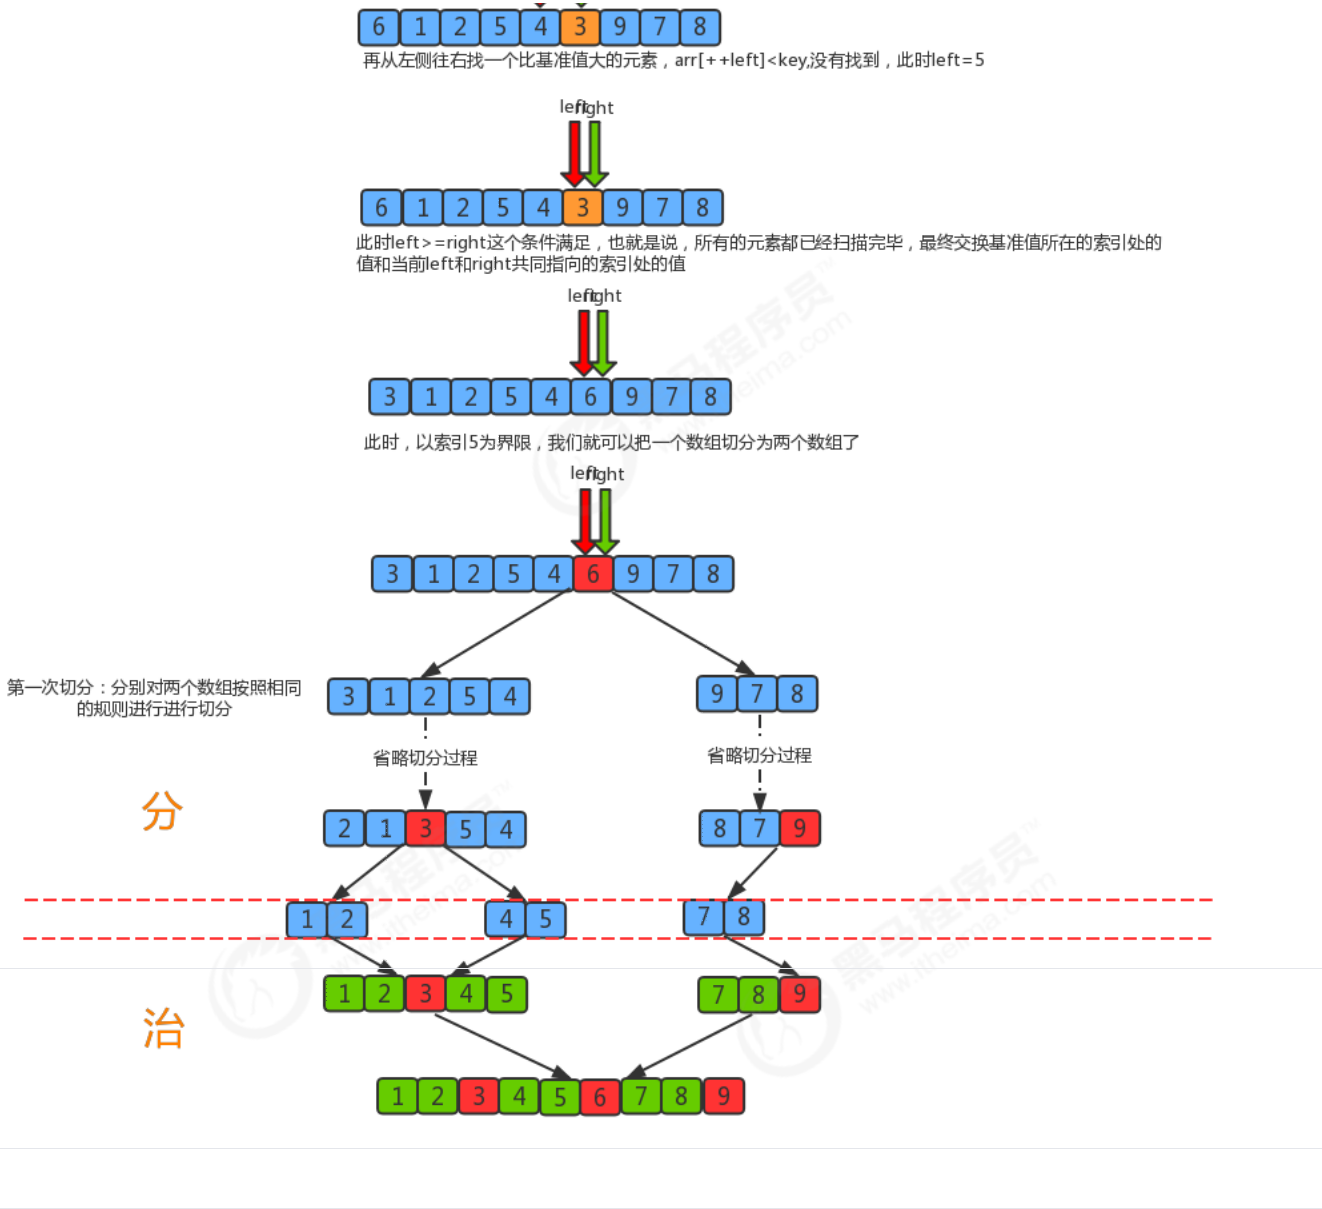 6 1 2 5 4 3 9 7 8
再从左侧往右找一个比基准值大的元素，arr[++left]<key,没有找到，此时left=5
left right
6 1 2 5 4 3 9 7 8
此时left>=right这个条件满足，也就是说，所有的元素都已经扫描完毕，最终交换基准值所在的索引处的
值和当前left和right共同指向的索引处的值
left right
3 1 2 5 4 6 9 7 8
此时，以索引5为界限，我们就可以把一个数组切分为两个数组了
left right
3 1 2 5 4 6 9 7 8
第一次切分：分别对两个数组按照相同
的规则进行进行切分
3 1 2 5 4
9 7 8
省略切分过程
省略切分过程
分
2 1 3 5 4
8 7 9
1 2
4 5
7 8
1 2 3 4 5
7 8 9
治
1 2 3 4 5 6 7 8 9
黑马程序员™
www.itheima.com